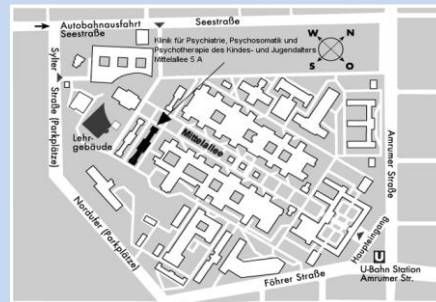 Autobahnausfahrt
Seestraße
Seestraße
Klinik für Psychiatrie, Psychosomatik und
Psychotherapie des Kindes- und Jugendalters
Mittelallee 5 A
W N
S O
Sylter
Straße (Parkplätze)
Lehr-
gebäude
Mittelallee
Amrumer Straße
Nordufer (Parkplätze)
Haupteingang
Föhrer Straße
U
U-Bahn Station
Amrumer Str.